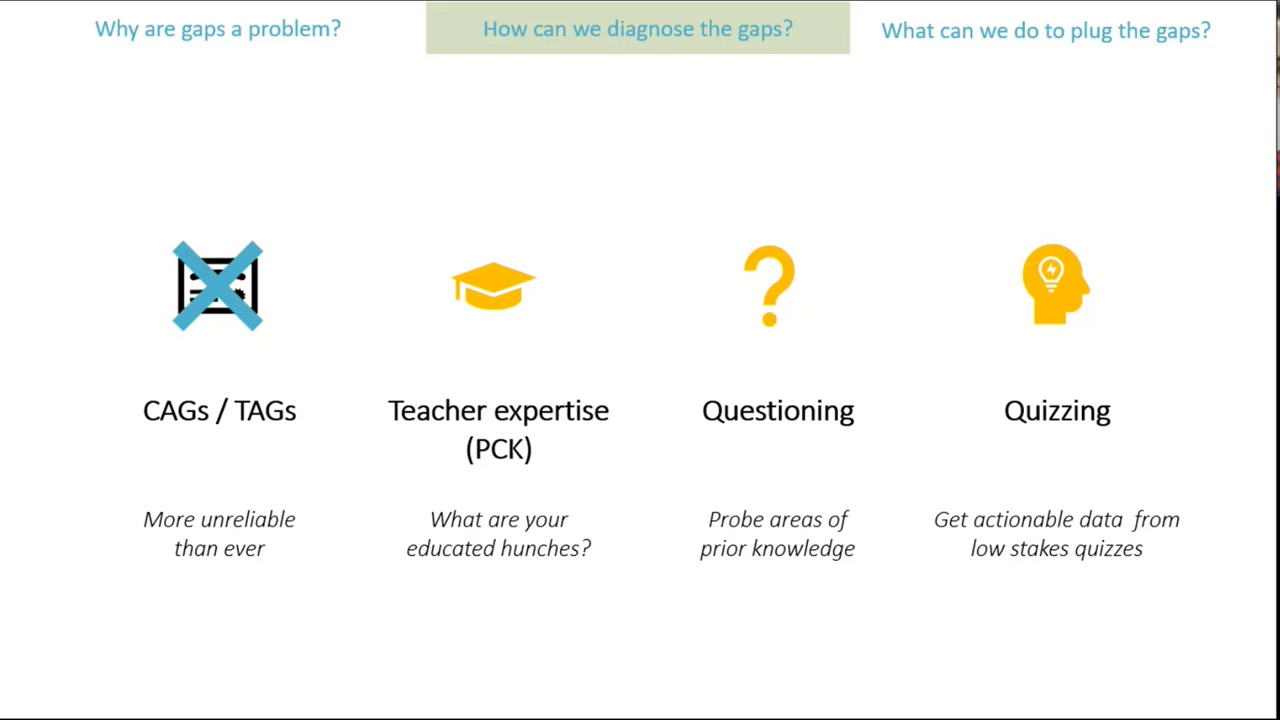 Why are gaps a problem?
How can we diagnose the gaps?
What can we do to plug the gaps?
CAGs / TAGs
Teacher expertise
(PCK)
Questioning
Quizzing
More unreliable
than ever
What are your
educated hunches?
Probe areas of
prior knowledge
Get actionable data from
low stakes quizzes